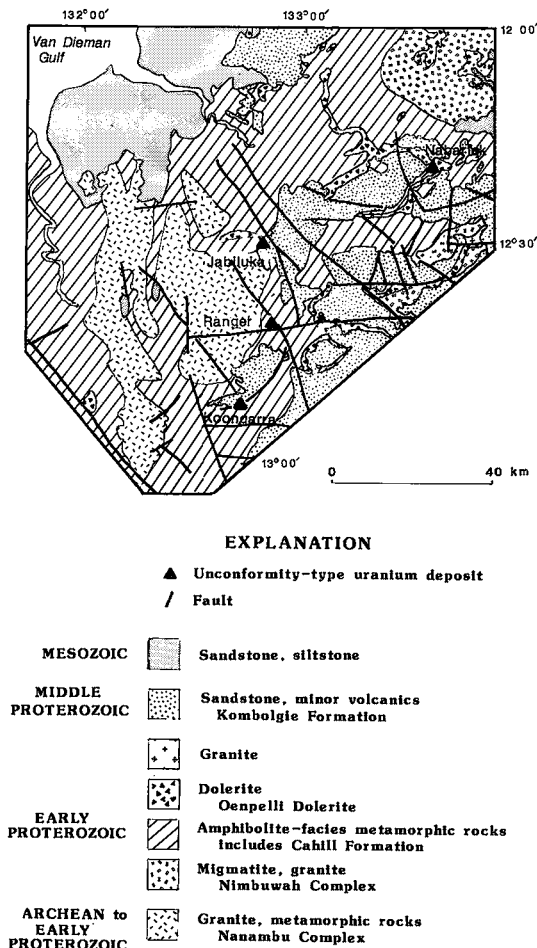 132°00'
133°00'
12 00'
Van Dieman
Gulf
Nabarlek
12°30'
Jabiluka
Ranger
Koongarra
13°00'
0 40 km
EXPLANATION
Unconformity-type uranium deposit
Fault
MESOZOIC
Sandstone, siltstone
MIDDLE
PROTEROZOIC
Sandstone, minor volcanics
Kombolgie Formation
Granite
Dolerite
Oenpelli Dolerite
EARLY
PROTEROZOIC
Amphibolite-facies metamorphic rocks
includes Cahill Formation
Migmatite, granite
Nimbuwah Complex
ARCHEAN to
EARLY
PROTEROZOIC
Granite, metamorphic rocks
Nanambu Complex